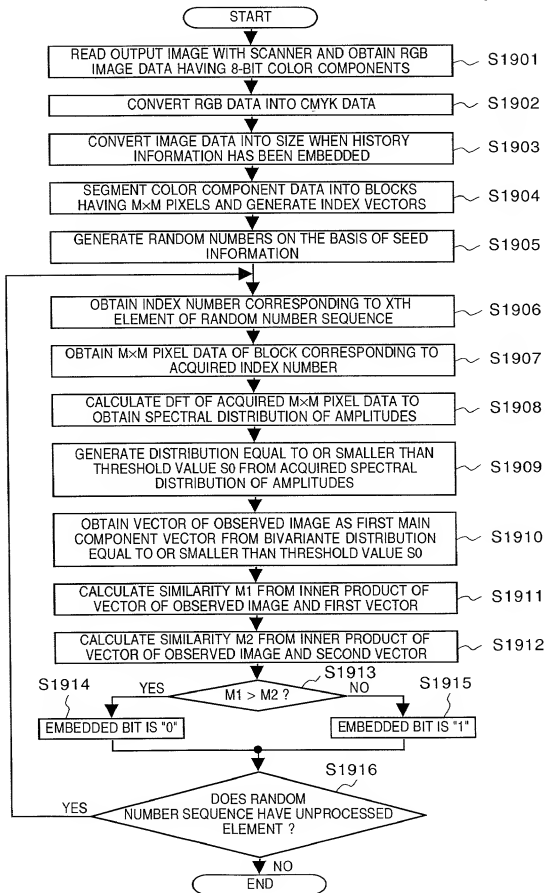 START
READ OUTPUT IMAGE WITH SCANNER AND OBTAIN RGB
IMAGE DATA HAVING 8-BIT COLOR COMPONENTS
S1901
CONVERT RGB DATA INTO CMYK DATA
S1902
CONVERT IMAGE DATA INTO SIZE WHEN HISTORY
INFORMATION HAS BEEN EMBEDDED
S1903
SEGMENT COLOR COMPONENT DATA INTO BLOCKS
HAVING M×M PIXELS AND GENERATE INDEX VECTORS
S1904
GENERATE RANDOM NUMBERS ON THE BASIS OF SEED
INFORMATION
S1905
OBTAIN INDEX NUMBER CORRESPONDING TO XTH
ELEMENT OF RANDOM NUMBER SEQUENCE
S1906
OBTAIN M×M PIXEL DATA OF BLOCK CORRESPONDING TO
ACQUIRED INDEX NUMBER
S1907
CALCULATE DFT OF ACQUIRED M×M PIXEL DATA TO
OBTAIN SPECTRAL DISTRIBUTION OF AMPLITUDES
S1908
GENERATE DISTRIBUTION EQUAL TO OR SMALLER THAN
THRESHOLD VALUE S0 FROM ACQUIRED SPECTRAL
DISTRIBUTION OF AMPLITUDES
S1909
OBTAIN VECTOR OF OBSERVED IMAGE AS FIRST MAIN
COMPONENT VECTOR FROM BIVARIANTE DISTRIBUTION
EQUAL TO OR SMALLER THAN THRESHOLD VALUE S0
S1910
CALCULATE SIMILARITY M1 FROM INNER PRODUCT OF
VECTOR OF OBSERVED IMAGE AND FIRST VECTOR
S1911
CALCULATE SIMILARITY M2 FROM INNER PRODUCT OF
VECTOR OF OBSERVED IMAGE AND SECOND VECTOR
S1912
S1913
M1 > M2 ?
YES
NO
S1914
EMBEDDED BIT IS "0"
S1915
EMBEDDED BIT IS "1"
S1916
DOES RANDOM
NUMBER SEQUENCE HAVE UNPROCESSED
ELEMENT ?
YES
NO
END